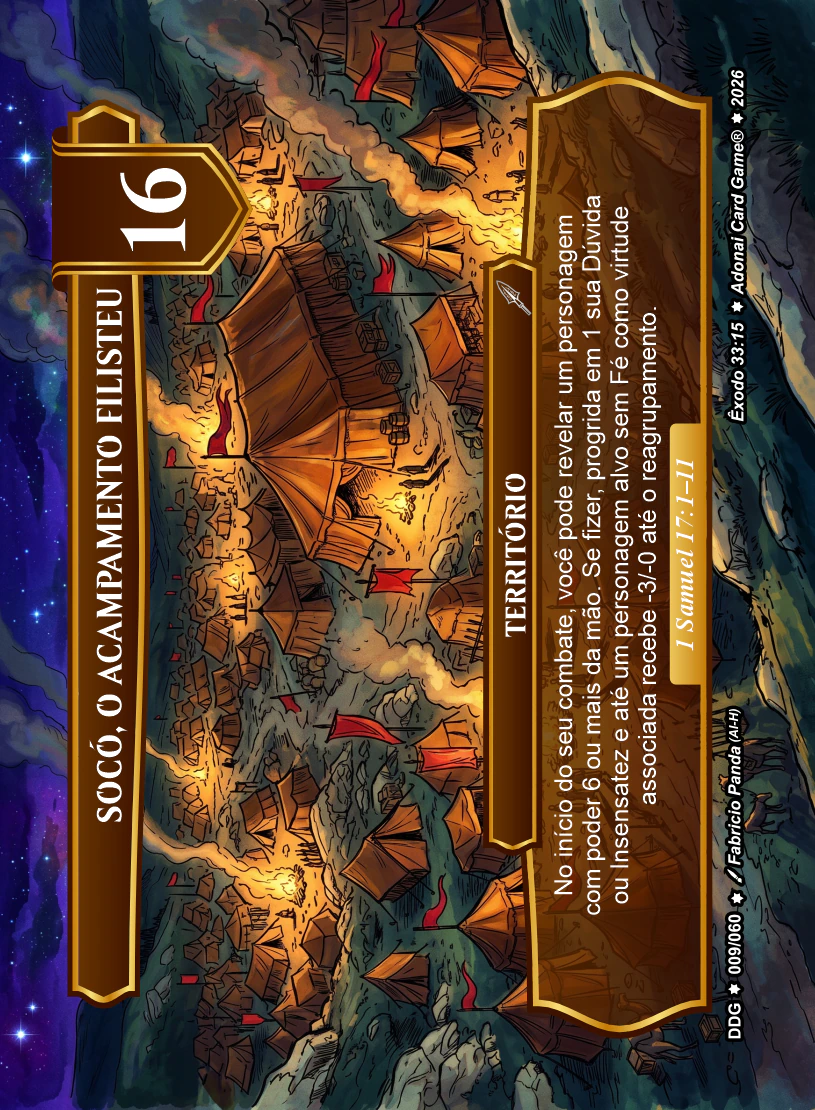 SOCÓ, O ACAMPAMENTO FILISTEU
16
TERRITÓRIO
No início do seu combate, você pode revelar um personagem
com poder 6 ou mais da mão. Se fizer, progrida em 1 sua Dúvida
ou Insensatez e até um personagem alvo sem Fé como virtude
associada recebe -3/-0 até o reagrupamento.
1 Samuel 17:1–11
DDG ★ 009/060 ★ Fabricio Panda (AI-H)
Êxodo 33:15 ★ Adonai Card Game® ★ 2026